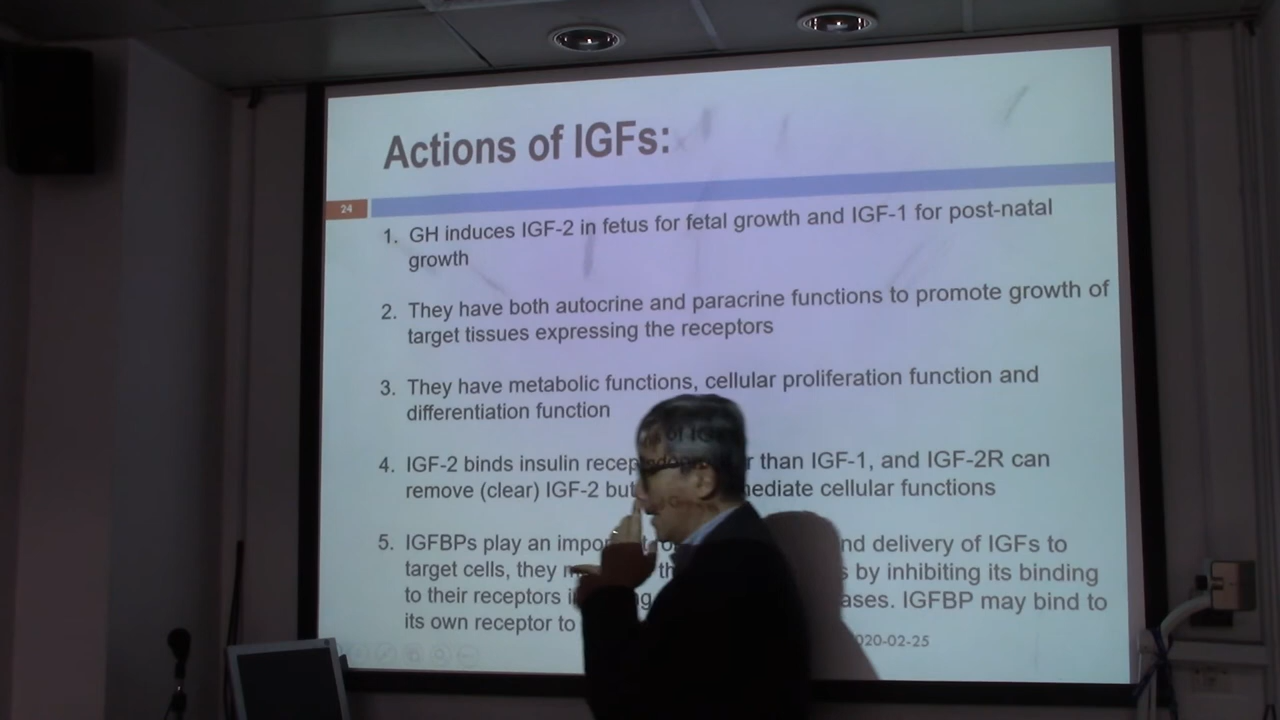 Actions of IGFs:
24
1. GH induces IGF-2 in fetus for fetal growth and IGF-1 for post-natal
growth
2. They have both autocrine and paracrine functions to promote growth of
target tissues expressing the receptors
3. They have metabolic functions, cellular proliferation function and
differentiation function
4. IGF-2 binds insulin than IGF-1, and IGF-2R can
remove (clear) IGF-2 but mediate cellular functions
5. IGFBPs play an delivery of IGFs to
target cells, they by inhibiting its binding
to their receptors IGFBP may bind to
its own receptor to
020-02-25